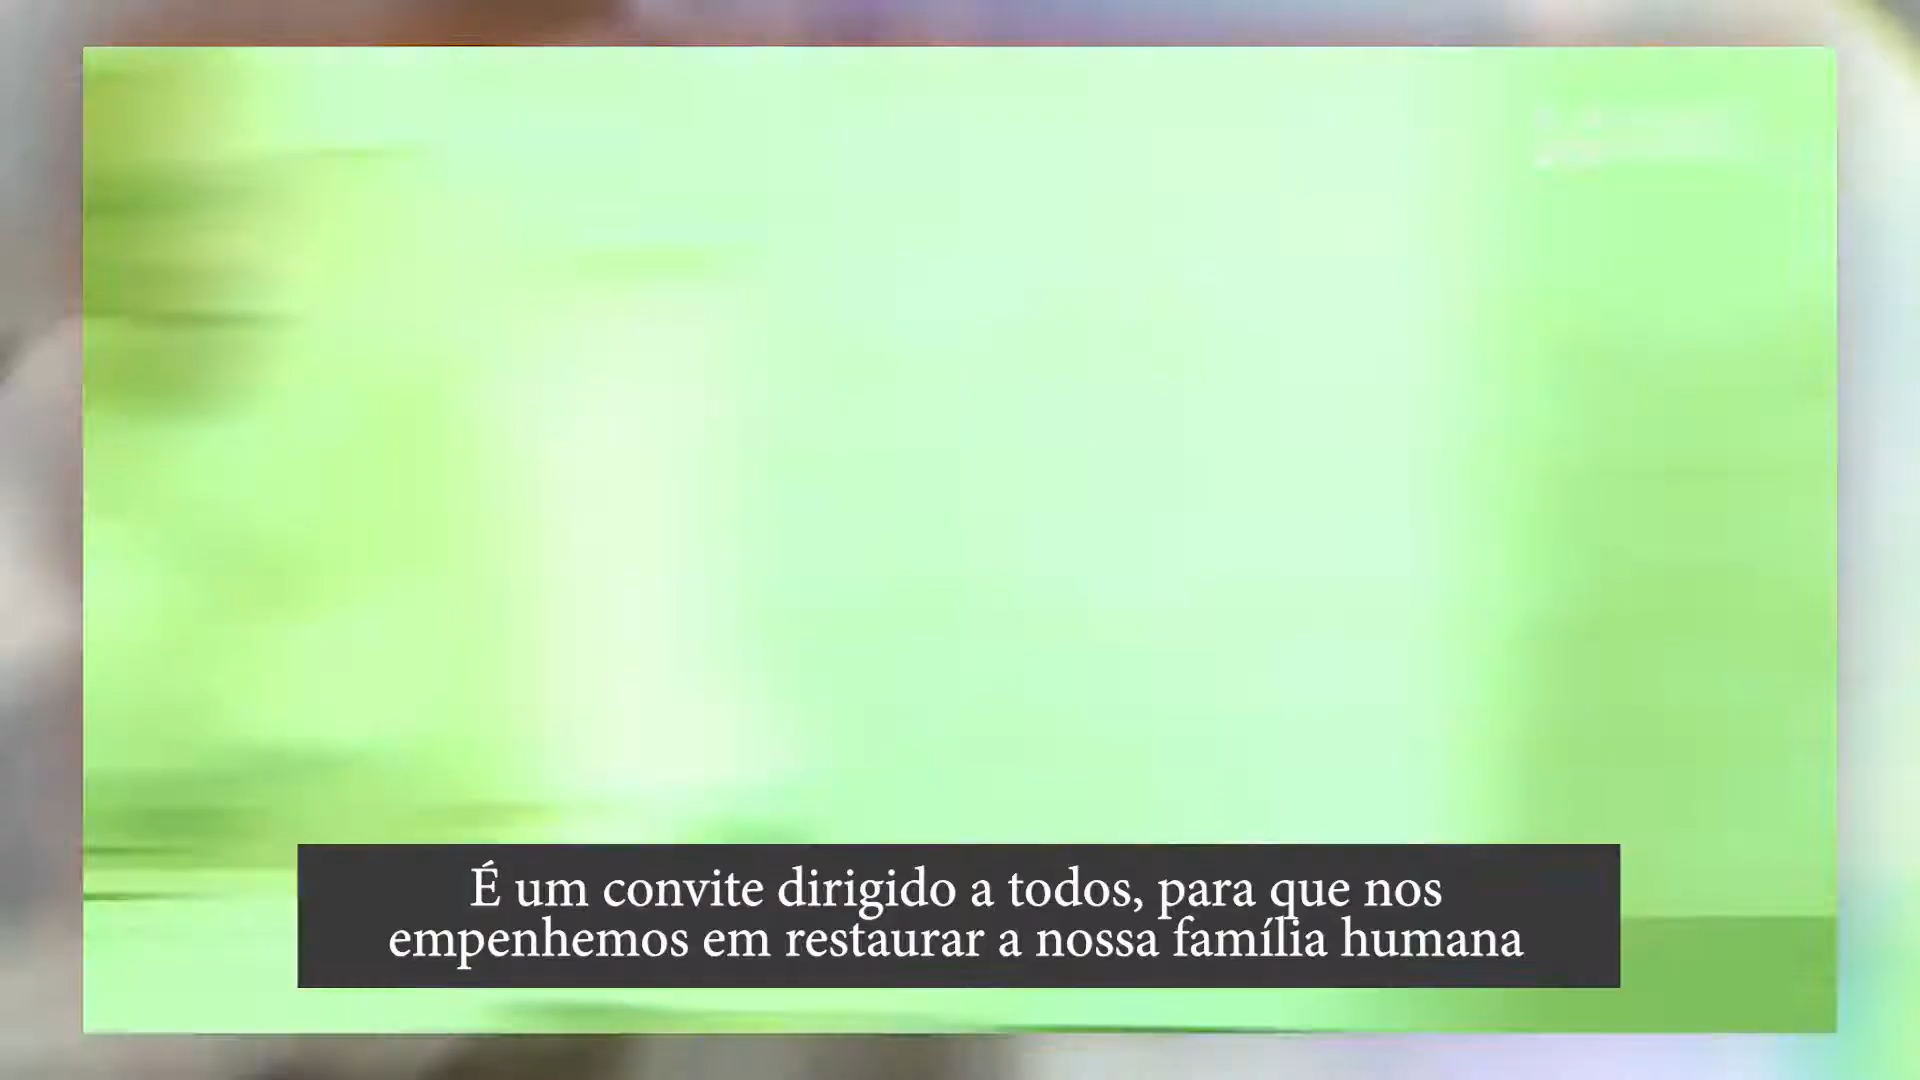 É um convite dirigido a todos, para que nos
empenhemos em restaurar a nossa família humana